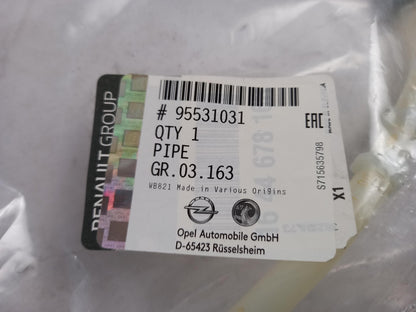 RENAULT GROUP
# 95531031
QTY 1
PIPE
GR.03.163
WB821 Made in Various Origins
Opel Automobile GmbH
D-65423 Rüsselsheim
EAC
S715635798
X1